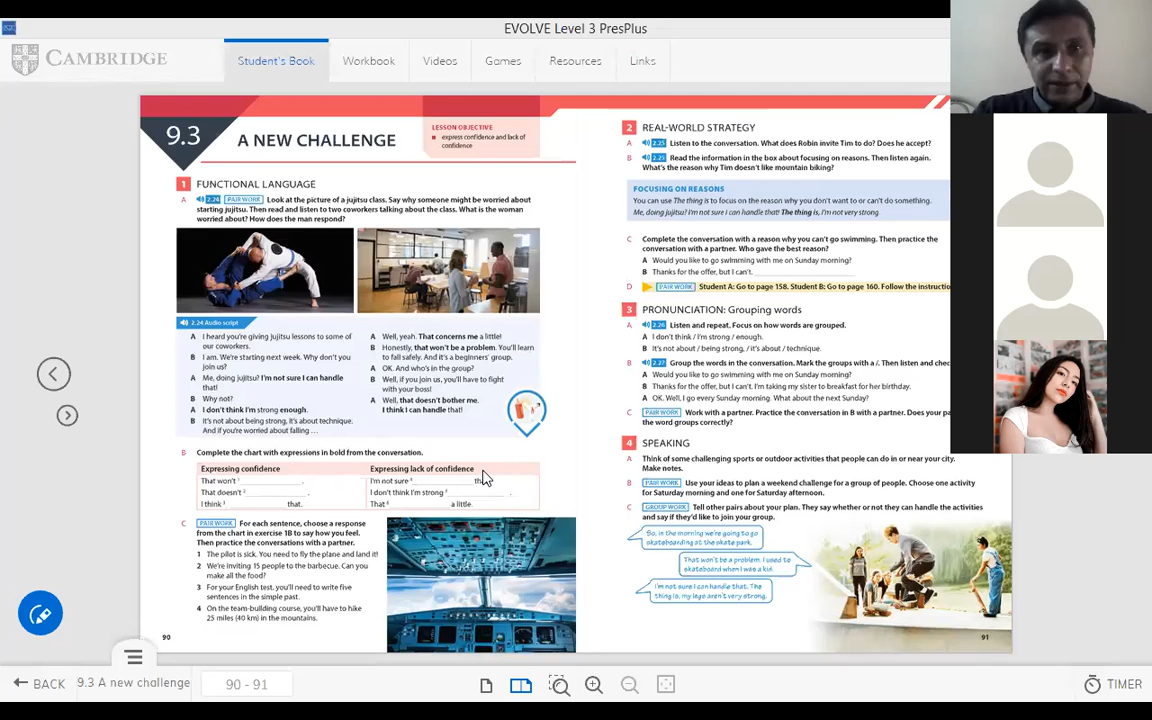 EVOLVE Level 3 PresPlus
CAMBRIDGE
Student's Book
Workbook
Videos
Games
Resources
Links
9.3
A NEW CHALLENGE
LESSON OBJECTIVE
■ express confidence and lack of
confidence
1 FUNCTIONAL LANGUAGE
A 2.24 PAIR WORK Look at the picture of a jujitsu class. Say why someone might be worried about
starting jujitsu. Then read and listen to two coworkers talking about the class. What is the woman
worried about? How does the man respond?
2.24 Audio script
A I heard you're giving jujitsu lessons to some of
our coworkers.
B I am. We're starting next week. Why don't you
join us?
A Me, doing jujitsu? I'm not sure I can handle
that!
B Why not?
A I don't think I'm strong enough.
B It's not about being strong, it's about technique.
And if you're worried about falling ...
A Well, yeah. That concerns me a little!
B Honestly, that won't be a problem. You'll learn
to fall safely. And it's a beginners' group.
A OK. And who's in the group?
B Well, if you join us, you'll have to fight
with your boss!
A Well, that doesn't bother me.
I think I can handle that!
B Complete the chart with expressions in bold from the conversation.
Expressing confidence
That won't 1 .
That doesn't 2 .
I think 3 that.
Expressing lack of confidence
I'm not sure 4
I don't think I'm strong 5 .
That 6 a little.
C PAIR WORK For each sentence, choose a response
from the chart in exercise 1B to say how you feel.
Then practice the conversations with a partner.
1 The pilot is sick. You need to fly the plane and land it!
2 We're inviting 15 people to the barbecue. Can you
make all the food?
3 For your English test, you'll need to write five
sentences in the simple past.
4 On the team-building course, you'll have to hike
25 miles (40 km) in the mountains.
90
2 REAL-WORLD STRATEGY
A 2.25 Listen to the conversation. What does Robin invite Tim to do? Does he accept?
B 2.25 Read the information in the box about focusing on reasons. Then listen again.
What's the reason why Tim doesn't like mountain biking?
FOCUSING ON REASONS
You can use The thing is to focus on the reason why you don't want to or can't do something.
Me, doing jujitsu? I'm not sure I can handle that! The thing is, I'm not very strong.
C Complete the conversation with a reason why you can't go swimming. Then practice the
conversation with a partner. Who gave the best reason?
A Would you like to go swimming with me on Sunday morning?
B Thanks for the offer, but I can't.
D PAIR WORK Student A: Go to page 158. Student B: Go to page 160. Follow the instructio
3 PRONUNCIATION: Grouping words
A 2.26 Listen and repeat. Focus on how words are grouped.
A I don't think / I'm strong / enough.
B It's not about / being strong, / it's about / technique.
B 2.27 Group the words in the conversation. Mark the groups with a /. Then listen and chec
A Would you like to go swimming with me on Sunday morning?
B Thanks for the offer, but I can't. I'm taking my sister to breakfast for her birthday.
A OK. Well, I go every Sunday morning. What about the next Sunday?
C PAIR WORK Work with a partner. Practice the conversation in B with a partner. Does your pa
the word groups correctly?
4 SPEAKING
A Think of some challenging sports or outdoor activities that people can do in or near your city.
Make notes.
B PAIR WORK Use your ideas to plan a weekend challenge for a group of people. Choose one activity
for Saturday morning and one for Saturday afternoon.
C GROUP WORK Tell other pairs about your plan. They say whether or not they can handle the activities
and say if they'd like to join your group.
So, in the morning we're going to go
skateboarding at the skate park.
That won't be a problem. I used to
skateboard when I was a kid.
I'm not sure I can handle that. The
thing is, my legs aren't very strong.
91
BACK
9.3 A new challenge
90 - 91
TIMER